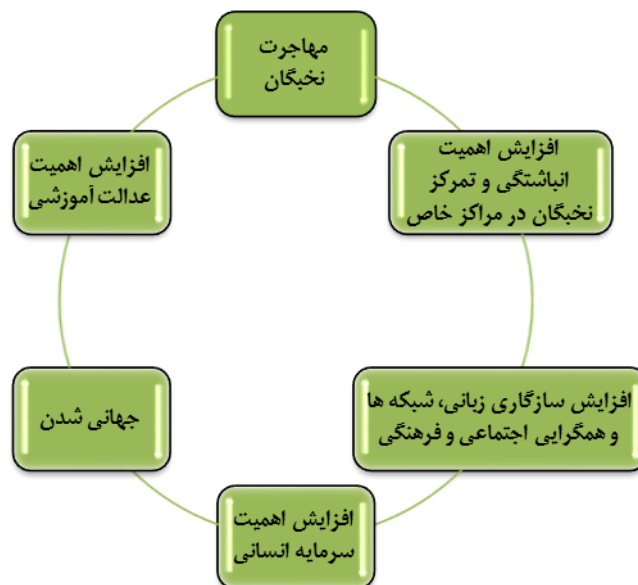 مهاجرت
نخبگان
افزایش اهمیت
انباشتگی و تمرکز
نخبگان در مراکز خاص
افزایش سازگاری زبانی، شبکه ها
و همگرایی اجتماعی و فرهنگی
افزایش اهمیت
سرمایه انسانی
جهانی شدن
افزایش اهمیت
عدالت آموزشی